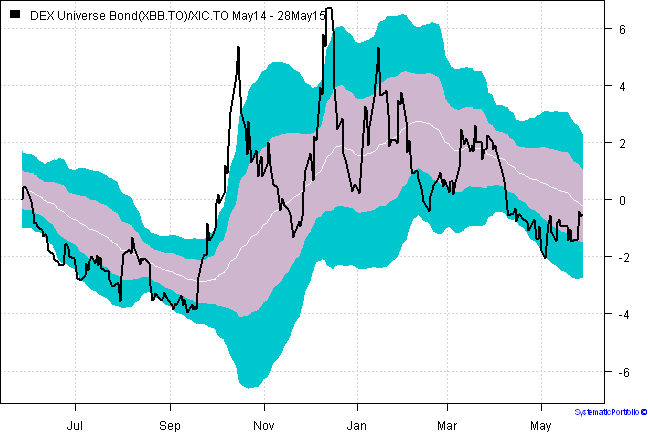 DEX Universe Bond(XBB.TO)/XIC.TO May14 - 28May15
6
4
2
0
-2
-4
-6
Jul Sep Nov Jan Mar May
SystematicPortfolio ©